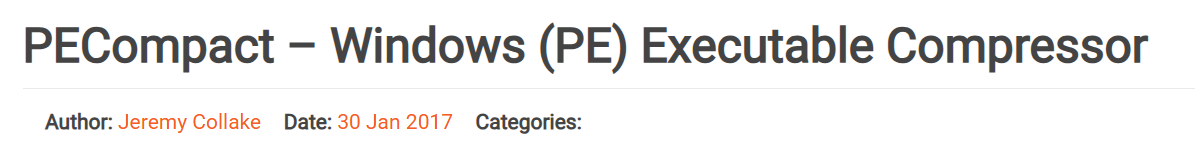 PECompact – Windows (PE) Executable Compressor
Author: Jeremy Collake Date: 30 Jan 2017 Categories: